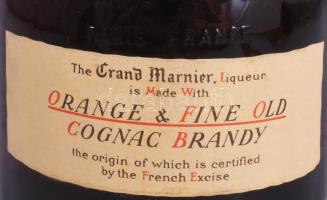 FRANCE
The Grand Marnier, Liqueur
is Made With
ORANGE & FINE OLD
COGNAC BRANDY
the origin of which is certified
by the French Excise